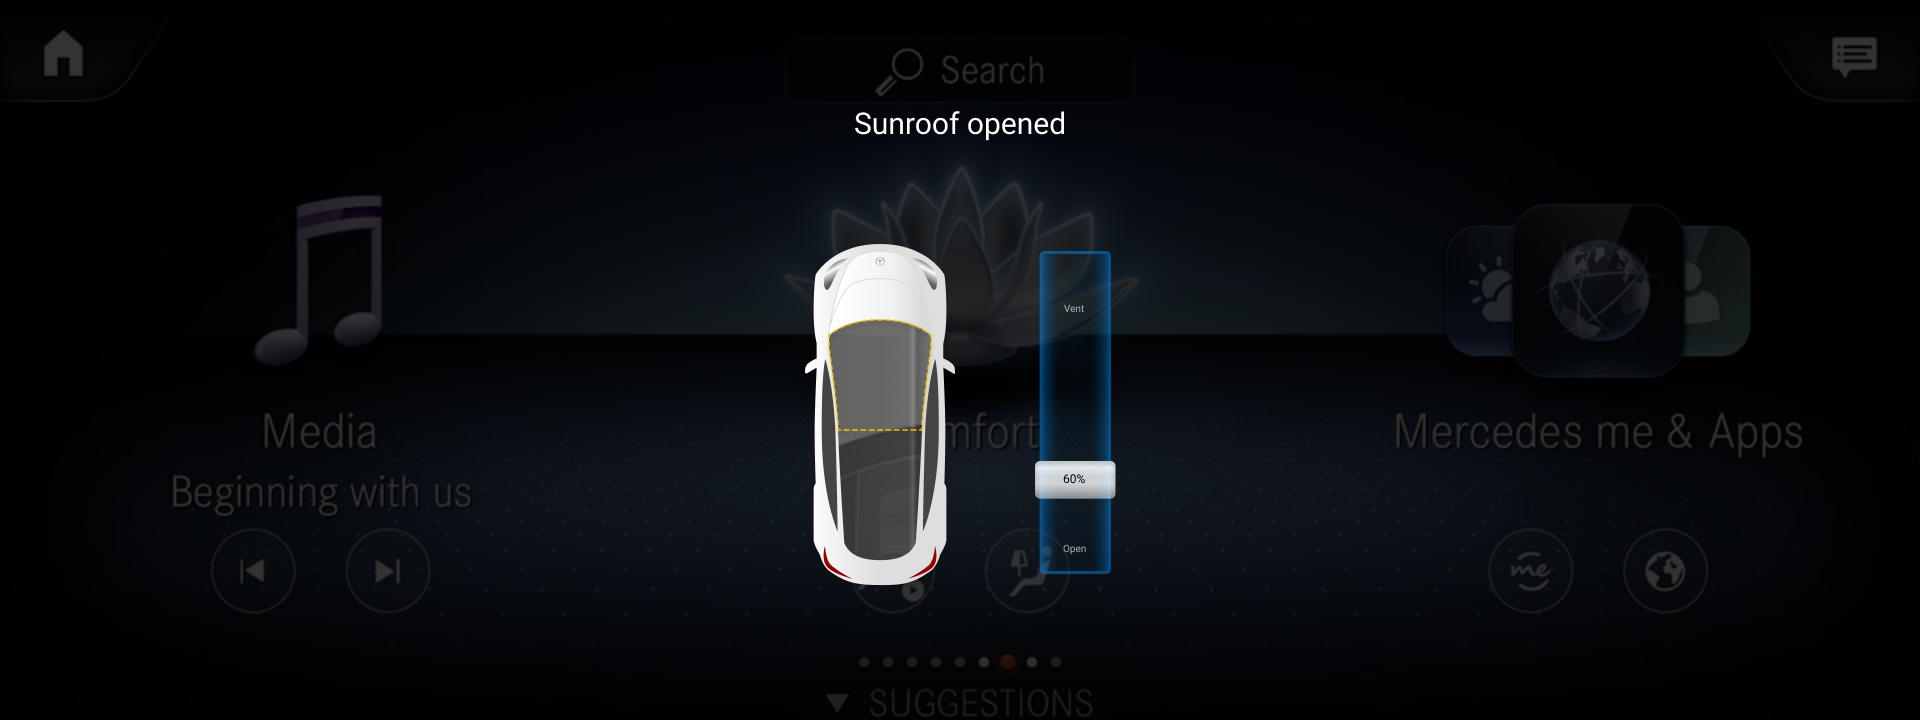 Search
Sunroof opened
Vent
60%
Open
Media
Beginning with us
mfort
Mercedes me & Apps
me
SUGGESTIONS